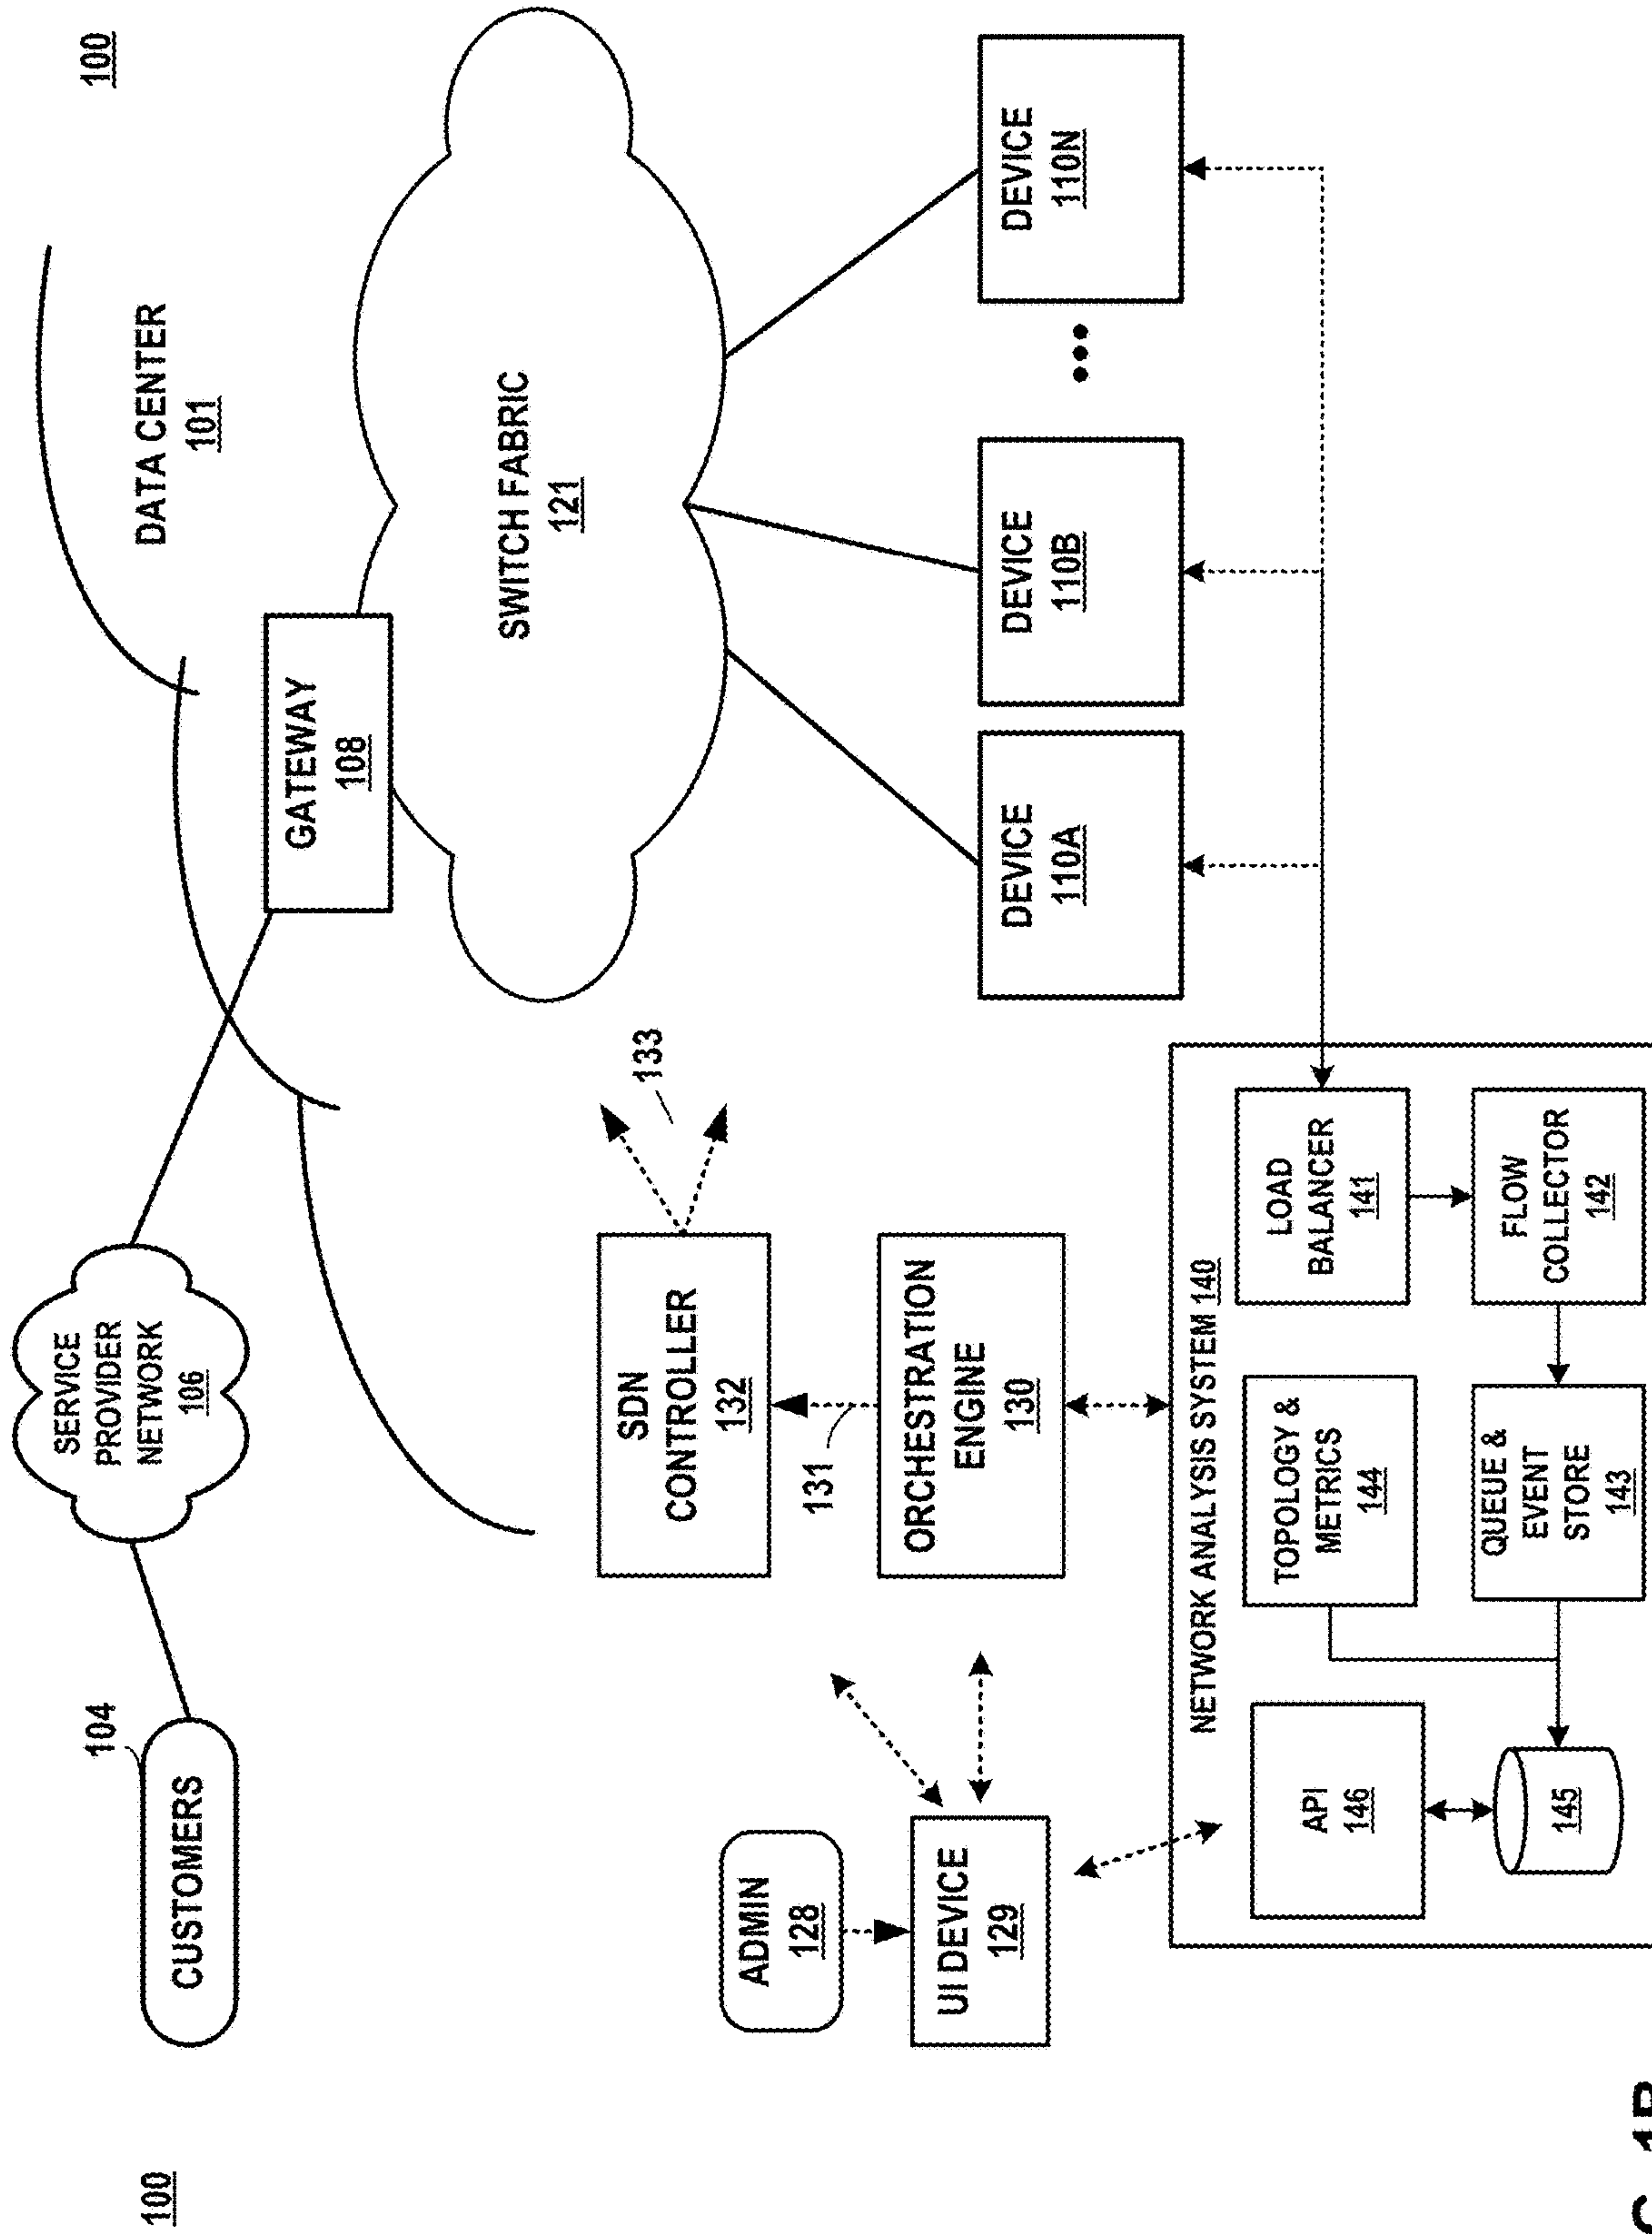 100
100
CUSTOMERS
104
SERVICE
PROVIDER
NETWORK
106
DATA CENTER
101
GATEWAY
108
SWITCH FABRIC
121
SDN
CONTROLLER
132
133
131
ORCHESTRATION
ENGINE
130
ADMIN
128
UI DEVICE
129
DEVICE
110A
DEVICE
110B
DEVICE
110N
NETWORK ANALYSIS SYSTEM 140
API
146
145
TOPOLOGY &
METRICS
144
LOAD
BALANCER
141
QUEUE &
EVENT
STORE
143
FLOW
COLLECTOR
142